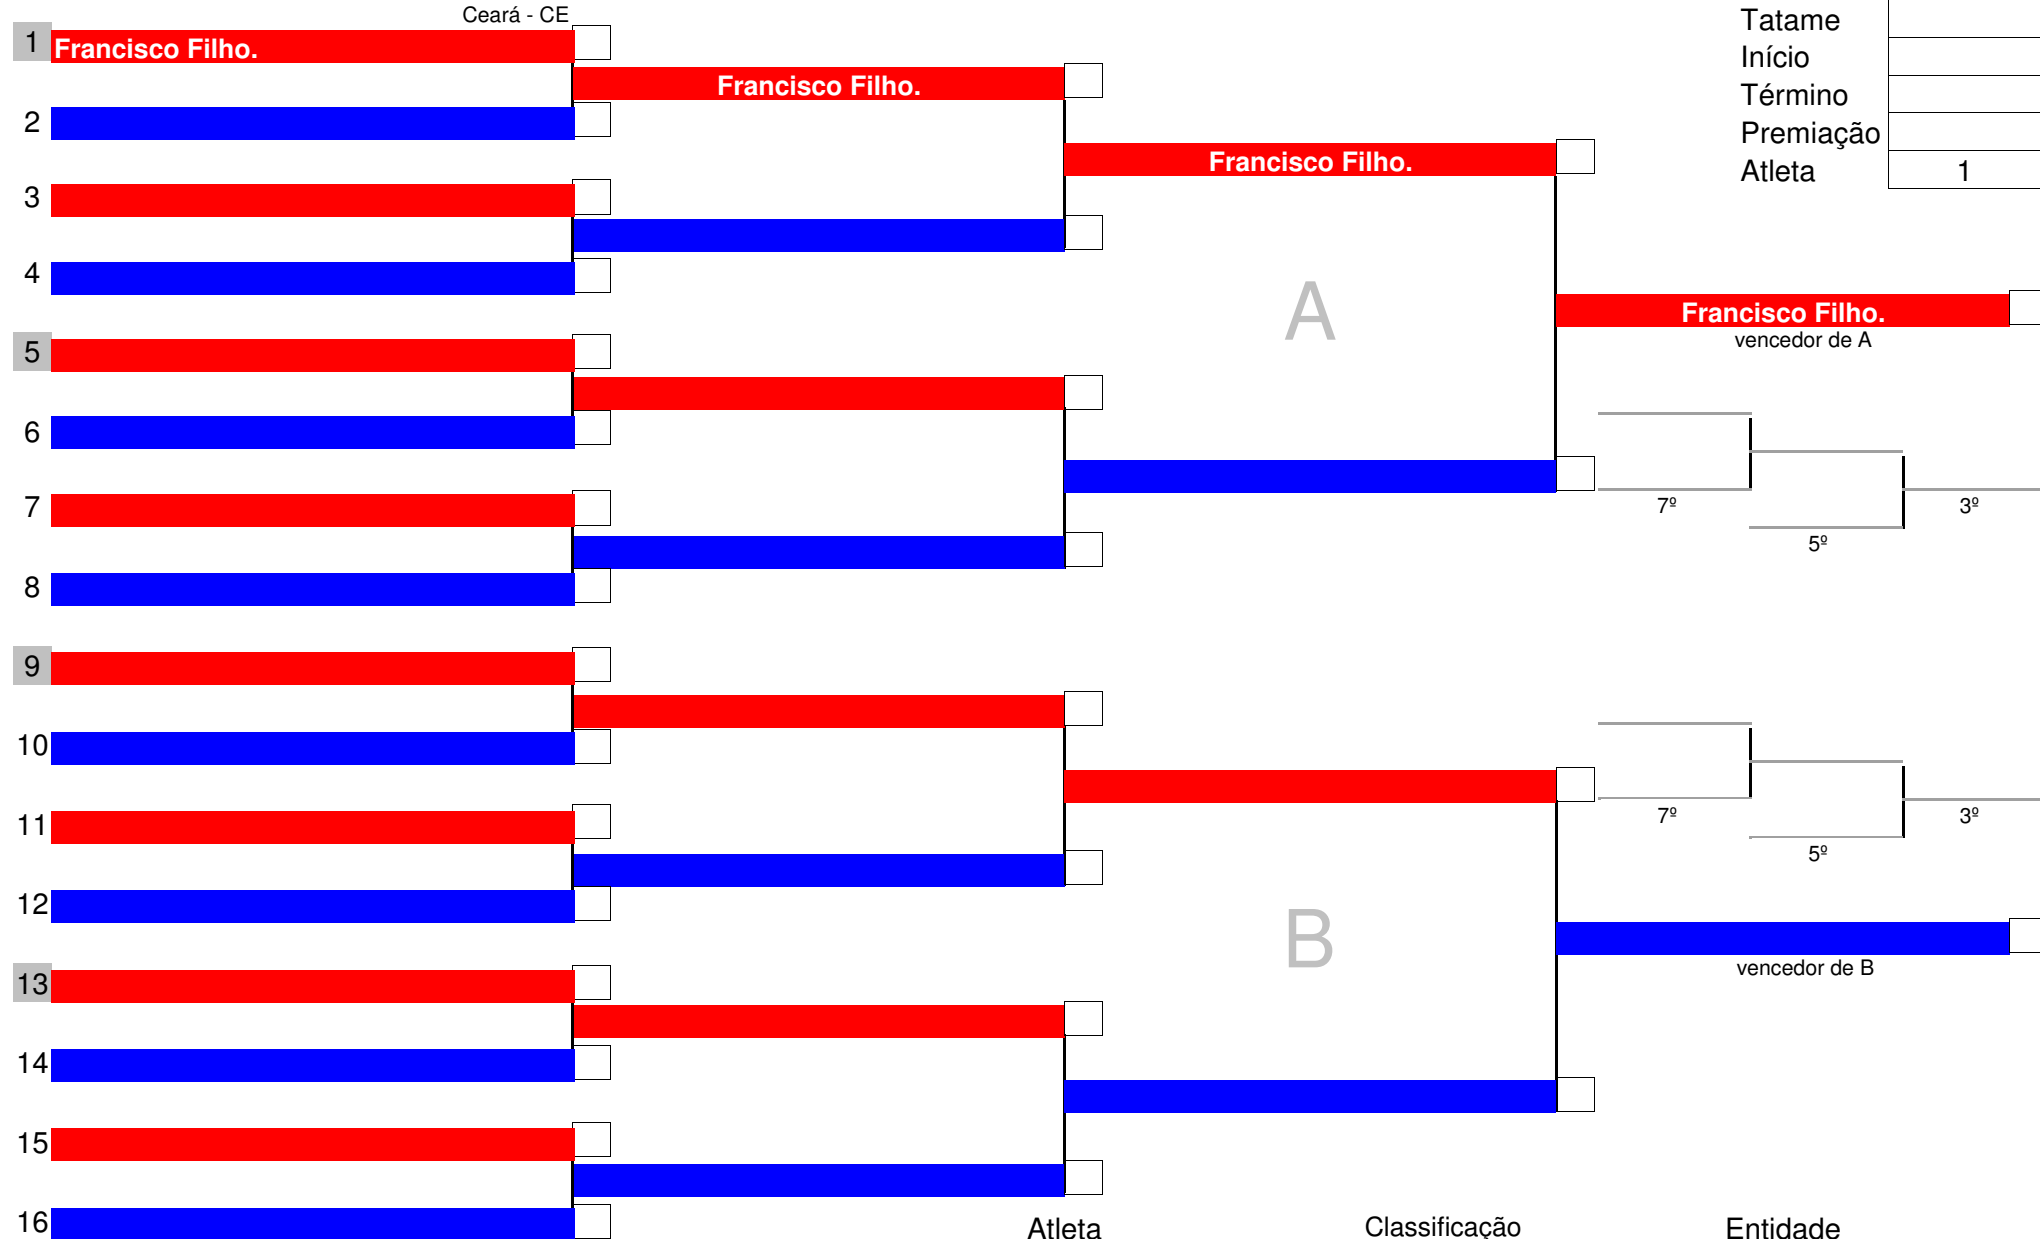 Ceará - CE
Tatame
Início
Término
Premiação
Atleta 1
1 Francisco Filho.
Francisco Filho.
2
Francisco Filho.
3
4
A
Francisco Filho.
vencedor de A
5
6
7
7º
3º
5º
8
9
10
11
7º
3º
5º
12
B
vencedor de B
13
14
15
16
Atleta Classificação Entidade